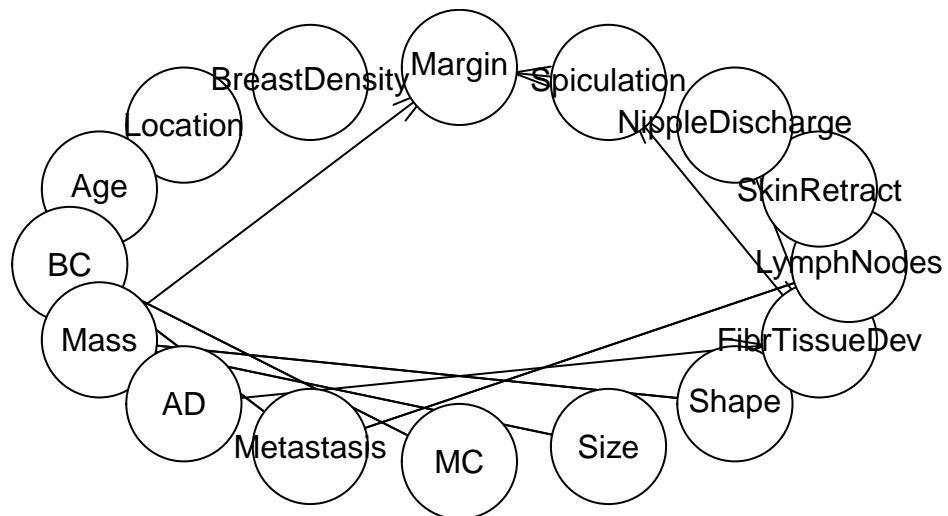 Margin
BreastDensity
Spiculation
Location
NippleDischarge
Age
SkinRetract
BC
LymphNodes
Mass
FibrTissueDev
AD
Shape
Metastasis
MC
Size